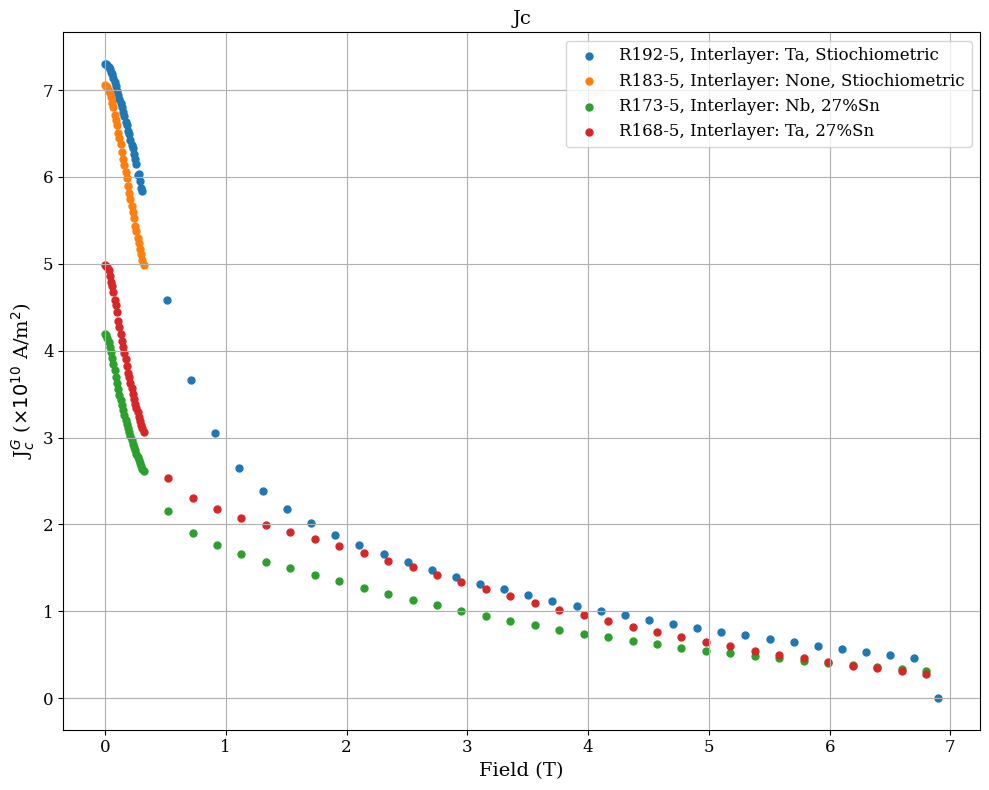 Jc
R192-5, Interlayer: Ta, Stiochiometric
R183-5, Interlayer: None, Stiochiometric
R173-5, Interlayer: Nb, 27%Sn
R168-5, Interlayer: Ta, 27%Sn
J_c^G (×10^10 A/m^2)
7
6
5
4
3
2
1
0
0 1 2 3 4 5 6 7
Field (T)